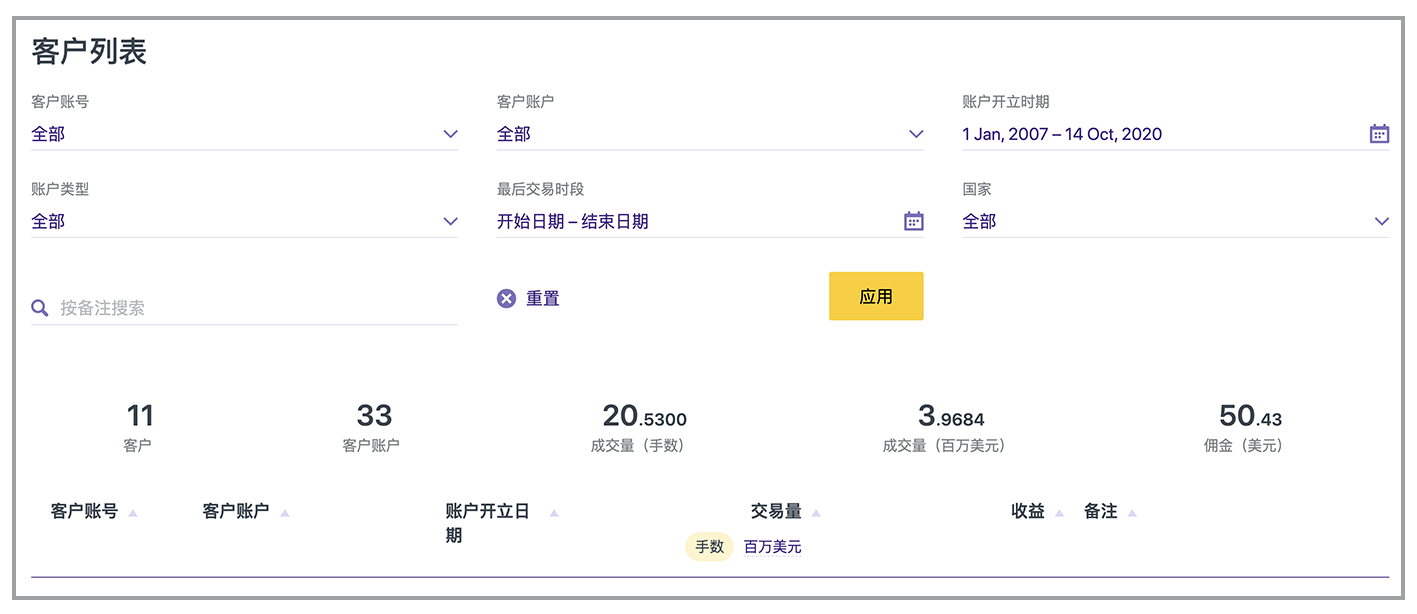 客户列表
客户账号 客户账户 账户开立时期
全部 全部 1 Jan, 2007 – 14 Oct, 2020
账户类型 最后交易时段 国家
全部 开始日期 – 结束日期 全部
按备注搜索 重置 应用
11 33 20.5300 3.9684 50.43
客户 客户账户 成交量（手数） 成交量（百万美元） 佣金（美元）
客户账号 客户账户 账户开立日 交易量 收益 备注
期
手数 百万美元